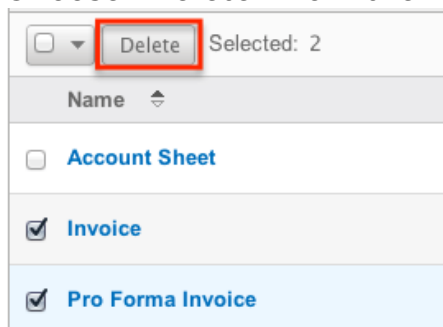 Delete Selected: 2
Name
Account Sheet
Invoice
Pro Forma Invoice